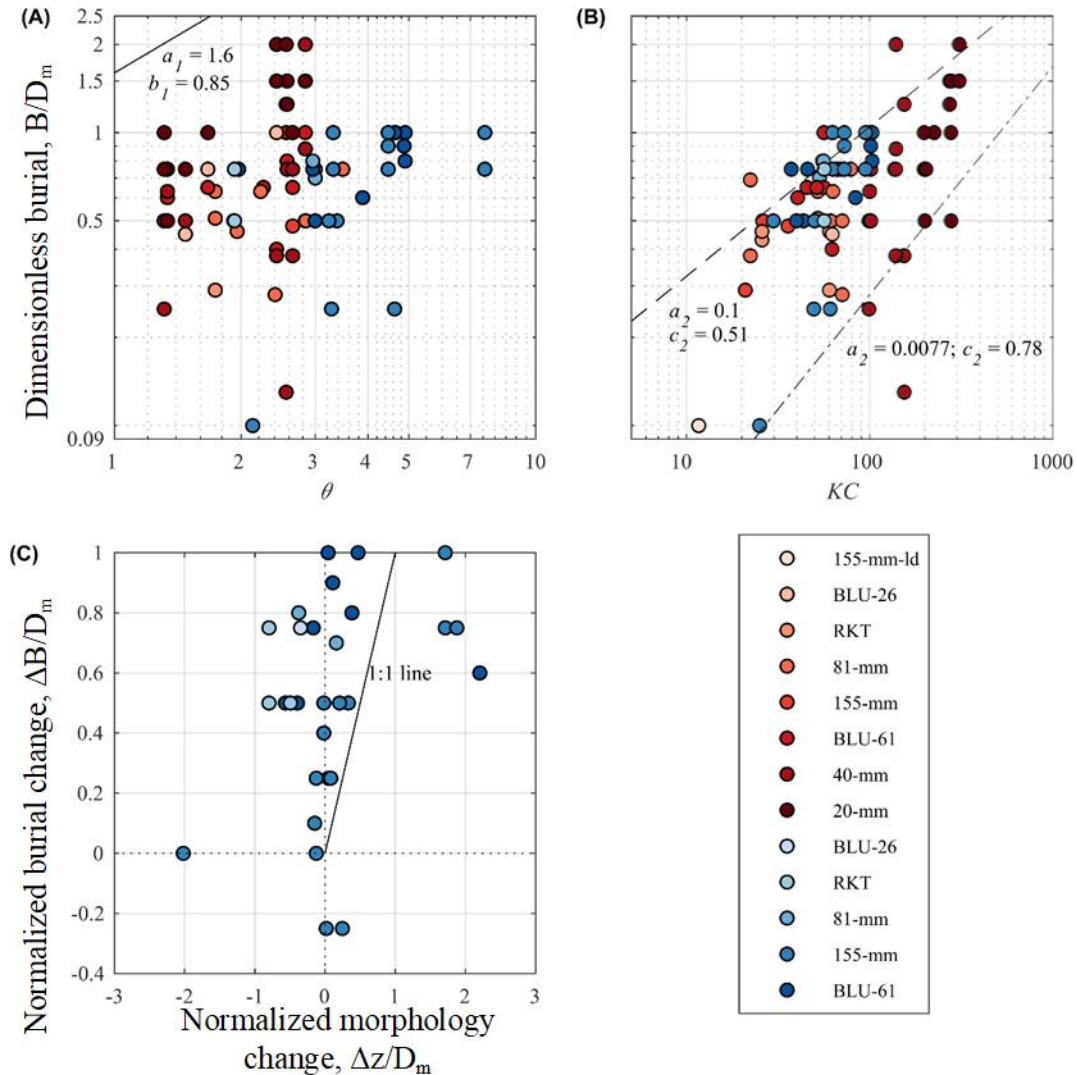 (A)
Dimensionless burial, B/Dm
2.5
2
1.5
1
0.5
0.09
a1 = 1.6
b1 = 0.85
1
2
3
4
5
6
7
8
10
θ
(B)
a2 = 0.1
c2 = 0.51
a2 = 0.0077; c2 = 0.78
10
100
1000
KC
(C)
Normalized burial change, ΔB/Dm
1
0.8
0.6
0.4
0.2
0
-0.2
-0.4
1:1 line
-3
-2
-1
0
1
2
3
Normalized morphology
change, Δz/Dm
155-mm-ld
BLU-26
RKT
81-mm
155-mm
BLU-61
40-mm
20-mm
BLU-26
RKT
81-mm
155-mm
BLU-61